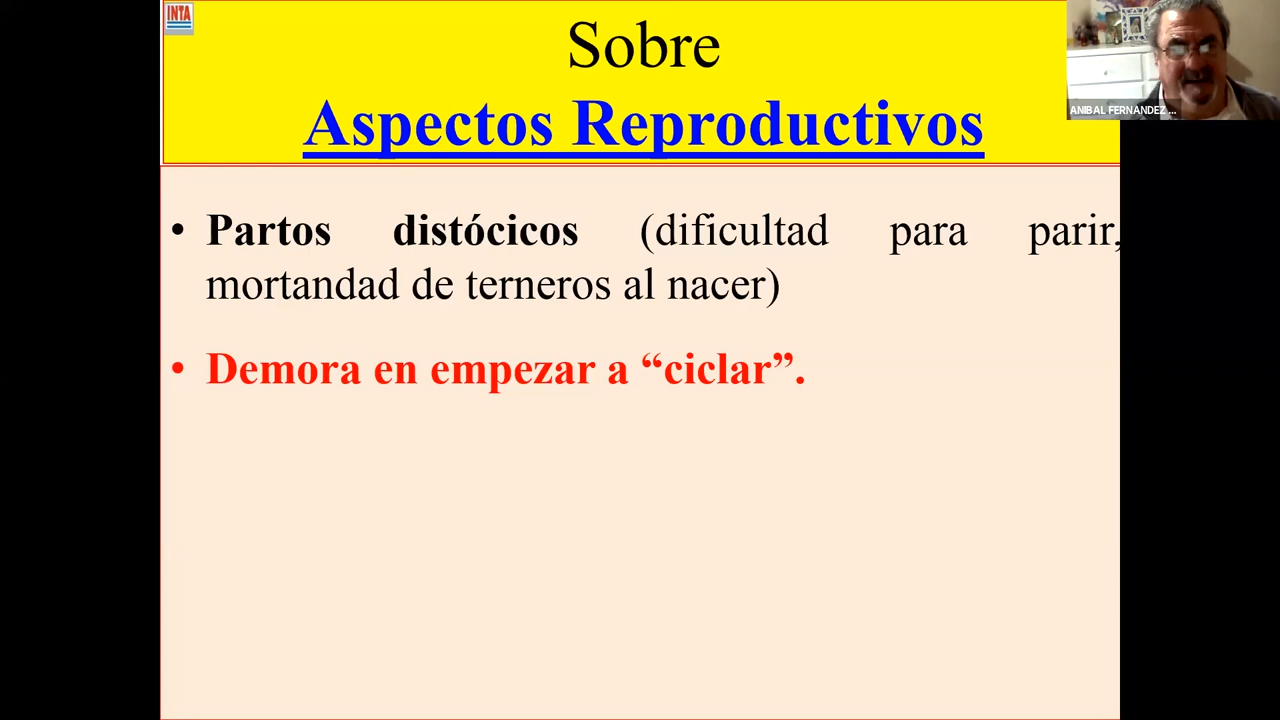 INTA
Sobre
Aspectos Reproductivos
ANIBAL FERNANDEZ ...
• Partos distócicos (dificultad para parir,
mortandad de terneros al nacer)
• Demora en empezar a “ciclar”.